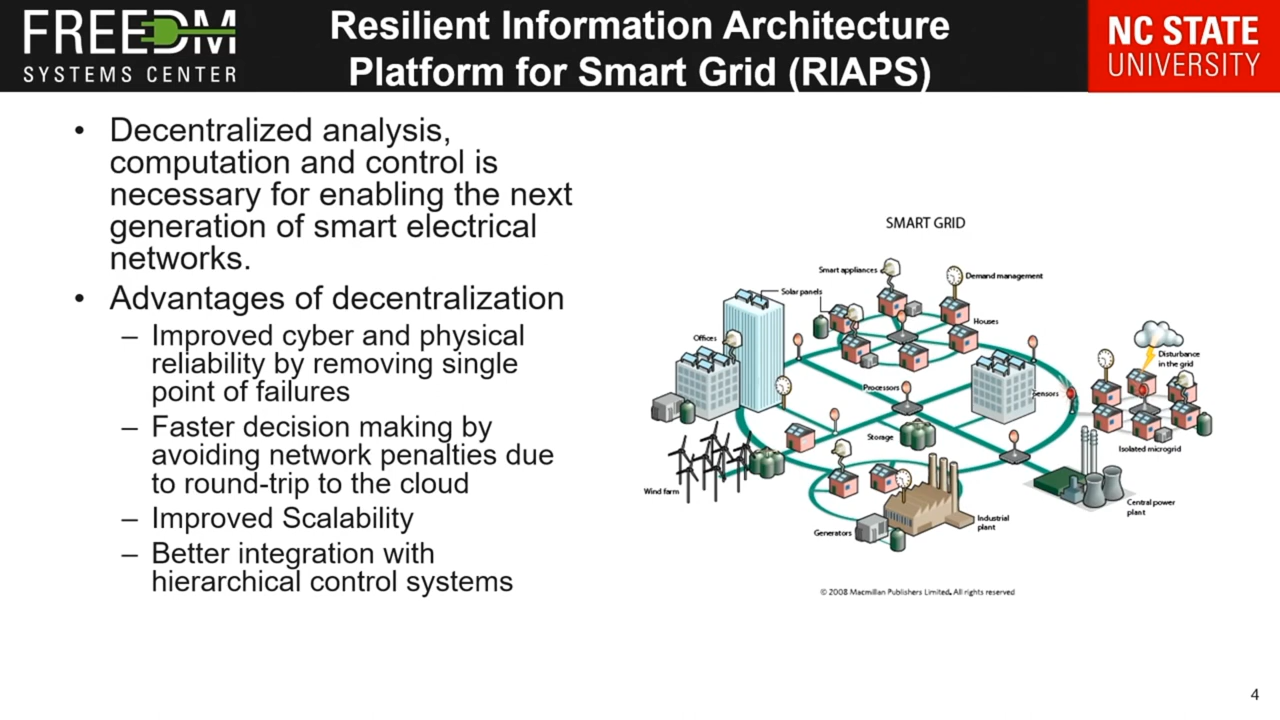 FREEDM
SYSTEMS CENTER
Resilient Information Architecture
Platform for Smart Grid (RIAPS)
NC STATE
UNIVERSITY
• Decentralized analysis,
computation and control is
necessary for enabling the next
generation of smart electrical
networks.
• Advantages of decentralization
– Improved cyber and physical
reliability by removing single
point of failures
– Faster decision making by
avoiding network penalties due
to round-trip to the cloud
– Improved Scalability
– Better integration with
hierarchical control systems
SMART GRID
Smart appliances
Demand management
Solar panels
Houses
Offices
Disturbance
in the grid
Processors
Sensors
Storage
Isolated microgrid
Wind farm
Central power
plant
Industrial
plant
Generators
© 2008 Macmillan Publishers Limited. All rights reserved
4